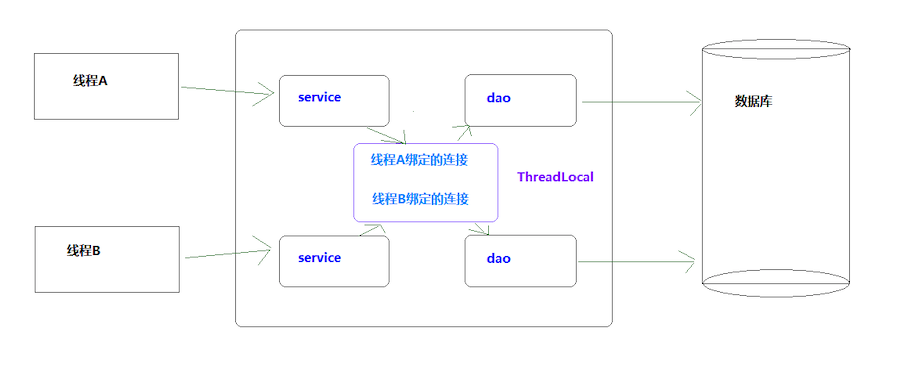 线程A
service
dao
数据库
线程A绑定的连接
ThreadLocal
线程B绑定的连接
线程B
service
dao